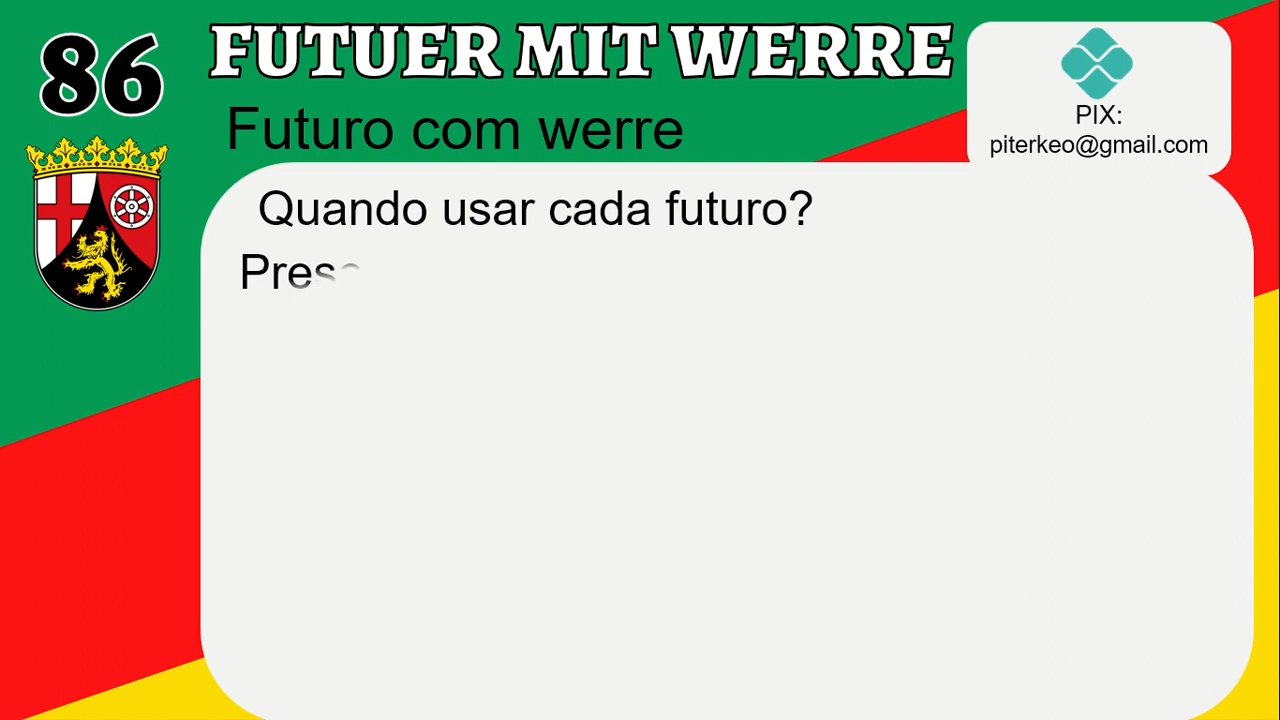 86
FUTUER MIT WERRE
Futuro com werre
PIX:
piterkeo@gmail.com
Quando usar cada futuro?